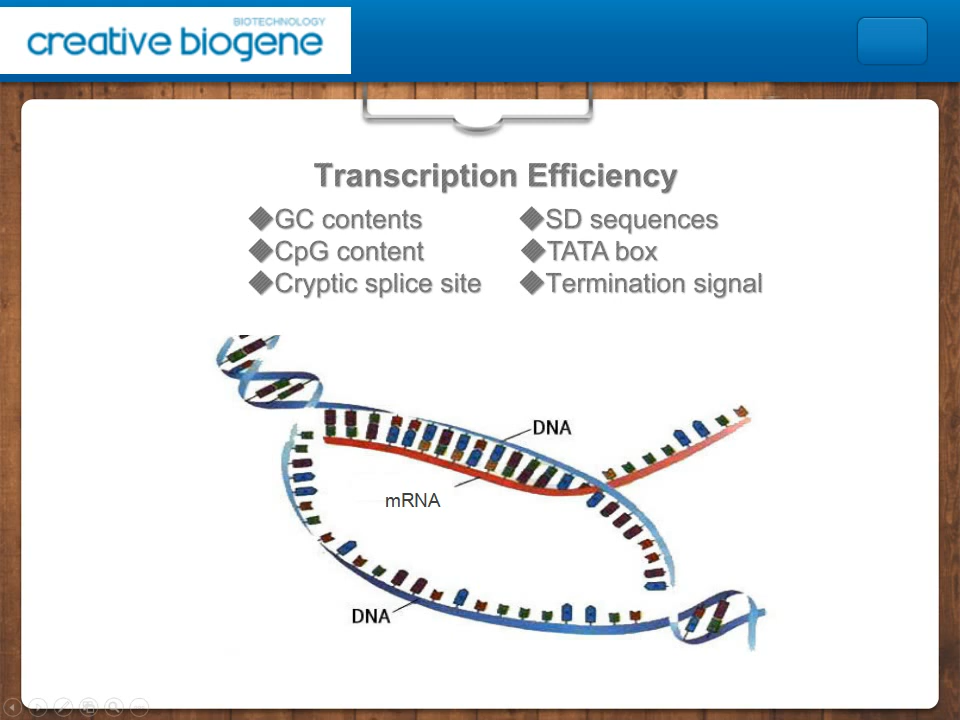 BIOTECHNOLOGY
creative biogene
Transcription Efficiency
◆GC contents
◆CpG content
◆Cryptic splice site
◆SD sequences
◆TATA box
◆Termination signal
DNA
mRNA
DNA